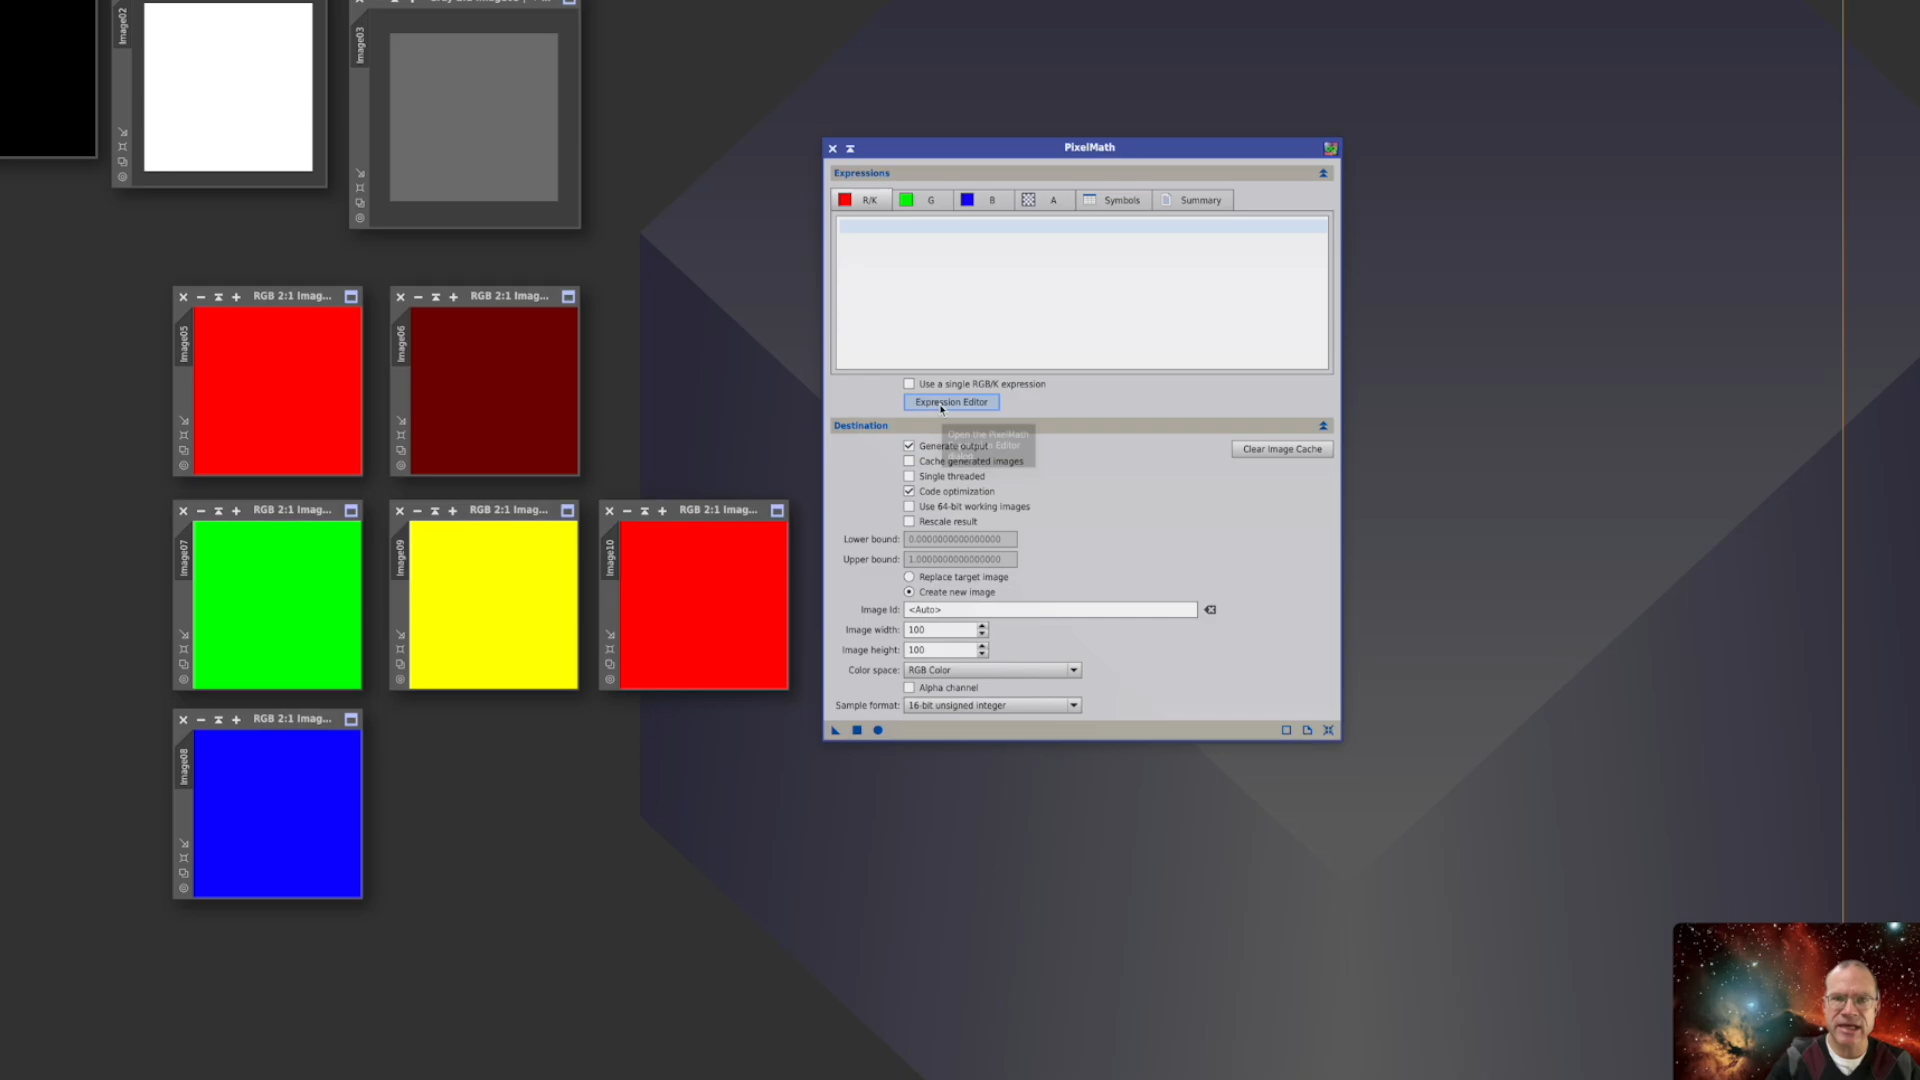 Image02
Image03
PixelMath
Expressions
R/K
G
B
A
Symbols
Summary
Use a single RGB/K expression
Expression Editor
Destination
Open the PixelMath
Editor
Generate output
Clear Image Cache
Cache generated images
Single threaded
Code optimization
Use 64-bit working images
Rescale result
Lower bound: 0.0000000000000000
Upper bound: 1.0000000000000000
Replace target image
Create new image
Image Id: <Auto>
Image width: 100
Image height: 100
Color space: RGB Color
Alpha channel
Sample format: 16-bit unsigned integer
RGB 2:1 Imag...
Image05
RGB 2:1 Imag...
Image06
RGB 2:1 Imag...
Image07
RGB 2:1 Imag...
Image09
RGB 2:1 Imag...
Image10
RGB 2:1 Imag...
Image08